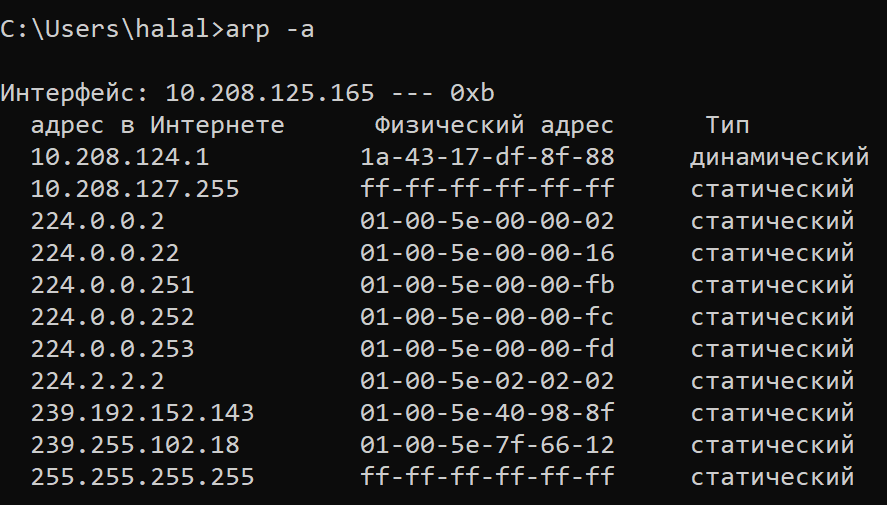 C:\Users\halal>arp -a
Интерфейс: 10.208.125.165 --- 0xb
адрес в Интернете Физический адрес Тип
10.208.124.1 1a-43-17-df-8f-88 динамический
10.208.127.255 ff-ff-ff-ff-ff-ff статический
224.0.0.2 01-00-5e-00-00-02 статический
224.0.0.22 01-00-5e-00-00-16 статический
224.0.0.251 01-00-5e-00-00-fb статический
224.0.0.252 01-00-5e-00-00-fc статический
224.0.0.253 01-00-5e-00-00-fd статический
224.2.2.2 01-00-5e-02-02-02 статический
239.192.152.143 01-00-5e-40-98-8f статический
239.255.102.18 01-00-5e-7f-66-12 статический
255.255.255.255 ff-ff-ff-ff-ff-ff статический